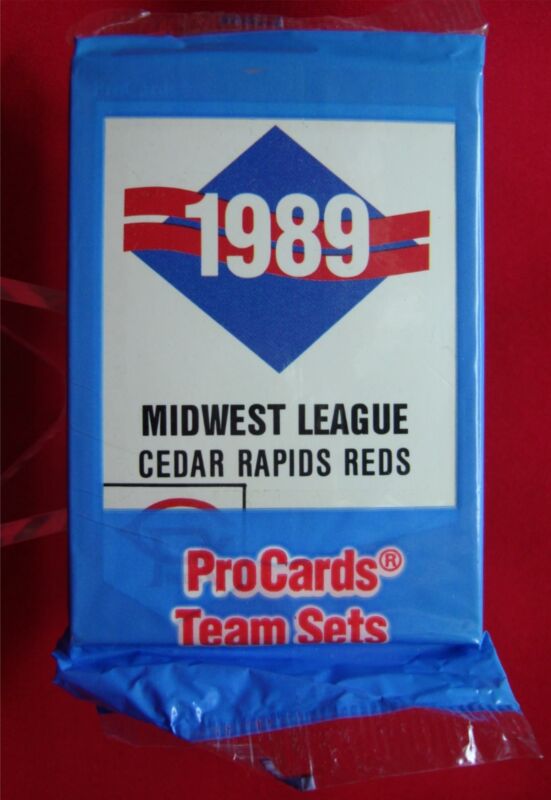 1989
MIDWEST LEAGUE
CEDAR RAPIDS REDS
ProCards®
Team Sets